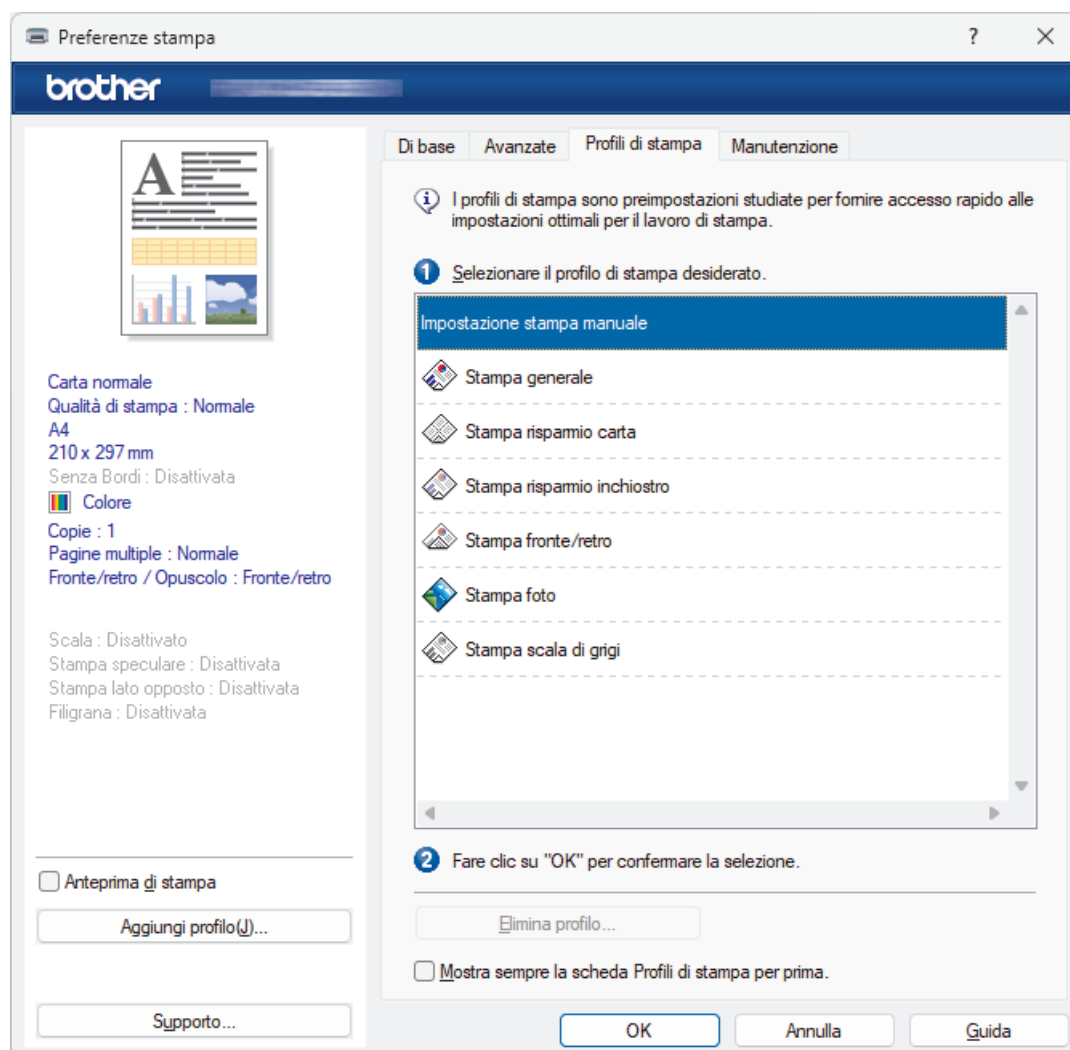 Preferenze stampa
?
brother
Di base
Avanzate
Profili di stampa
Manutenzione
A
I profili di stampa sono preimpostazioni studiate per fornire accesso rapido alle
impostazioni ottimali per il lavoro di stampa.
1 Selezionare il profilo di stampa desiderato.
Impostazione stampa manuale
Stampa generale
Stampa risparmio carta
Stampa risparmio inchiostro
Stampa fronte/retro
Stampa foto
Stampa scala di grigi
2 Fare clic su "OK" per confermare la selezione.
Elimina profilo...
Mostra sempre la scheda Profili di stampa per prima.
Carta normale
Qualità di stampa : Normale
A4
210 x 297 mm
Senza Bordi : Disattivata
Colore
Copie : 1
Pagine multiple : Normale
Fronte/retro / Opuscolo : Fronte/retro
Scala : Disattivato
Stampa speculare : Disattivata
Stampa lato opposto : Disattivata
Filigrana : Disattivata
Anteprima di stampa
Aggiungi profilo(J)...
Supporto...
OK
Annulla
Guida